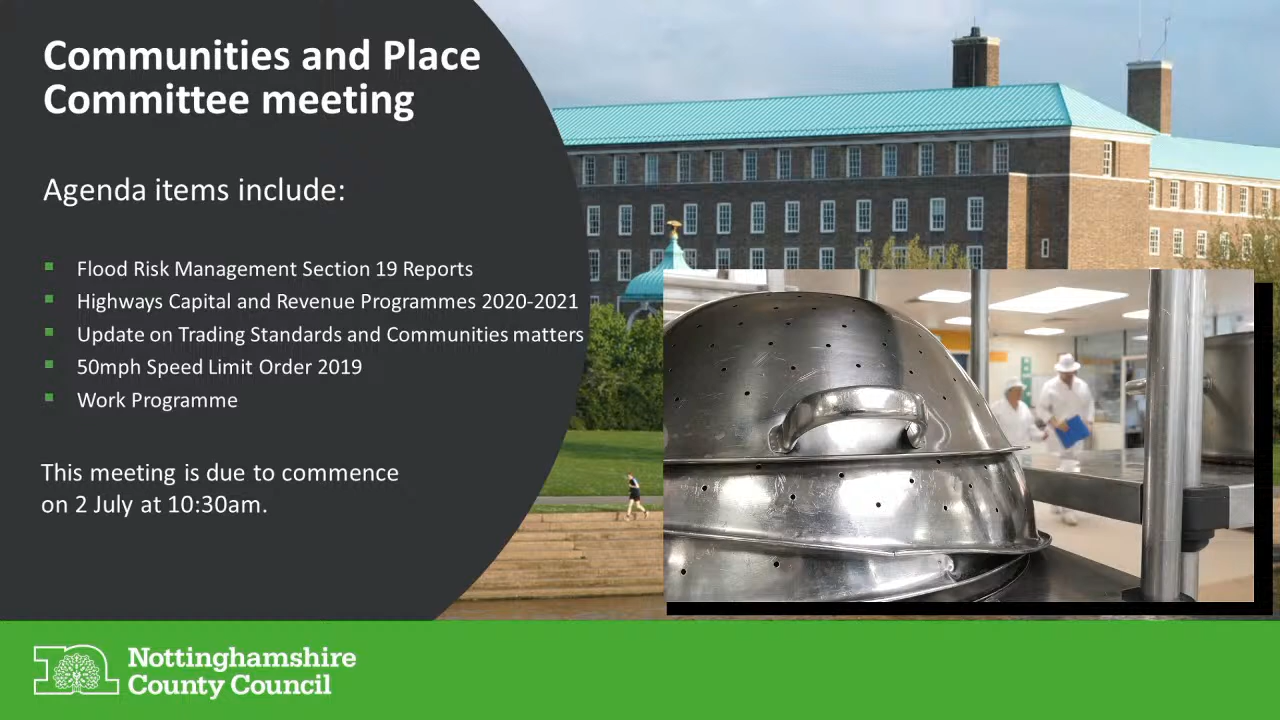 Communities and Place
Committee meeting
Agenda items include:
Flood Risk Management Section 19 Reports
Highways Capital and Revenue Programmes 2020-2021
Update on Trading Standards and Communities matters
50mph Speed Limit Order 2019
Work Programme
This meeting is due to commence
on 2 July at 10:30am.
Nottinghamshire
County Council